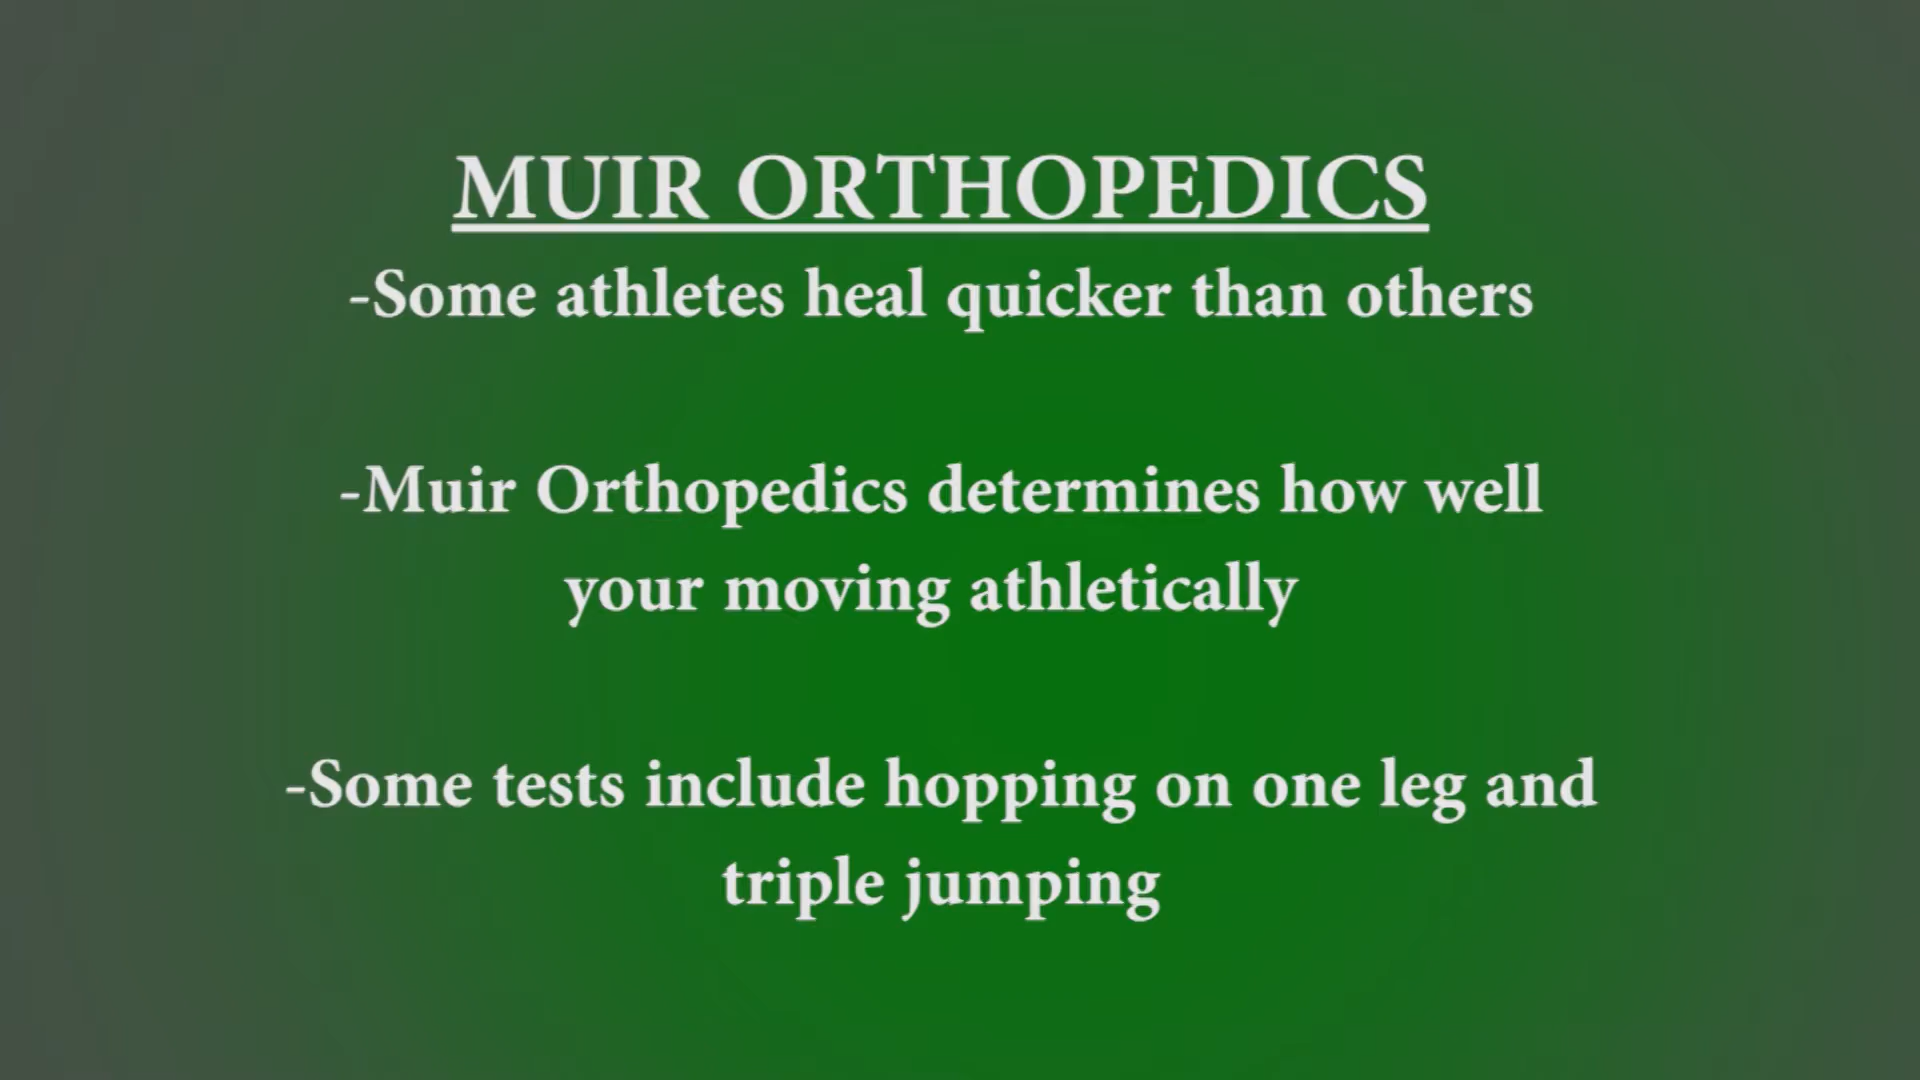 MUIR ORTHOPEDICS
-Some athletes heal quicker than others
-Muir Orthopedics determines how well
your moving athletically
-Some tests include hopping on one leg and
triple jumping